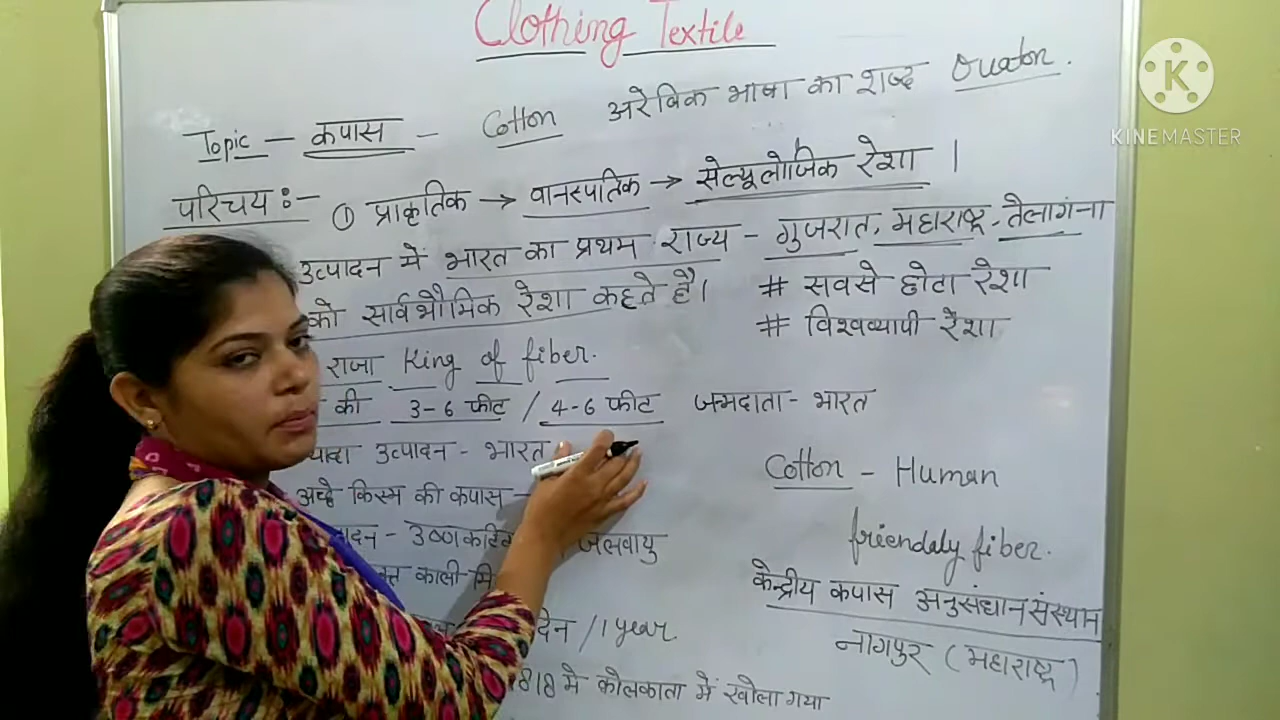 Clothing Textile
Topic - कपास - Cotton अरेबिक भाषा का शब्द Quaton.
KINEMASTER
परिचय :- ① प्राकृतिक → वानस्पतिक → सेल्यूलोजिक रेशा ।
उत्पादन में भारत का प्रथम राज्य - गुजरात, महाराष्ट्र, तेलागंना
को सार्वभौमिक रेशा कहते है। # सबसे छोटा रेशा
# विश्वव्यापी रेशा
राजा King of fiber.
की 3-6 फीट / 4-6 फीट जन्मदाता - भारत
उत्पादन - भारत
Cotton - Human
अच्छे किस्म की कपास -
friendaly fiber.
जलवायु
केन्द्रीय कपास अनुसंधान संस्थान
काली
/ 1 year
नागपुर (महाराष्ट्र)
818 मे कोलकाता में खोला गया